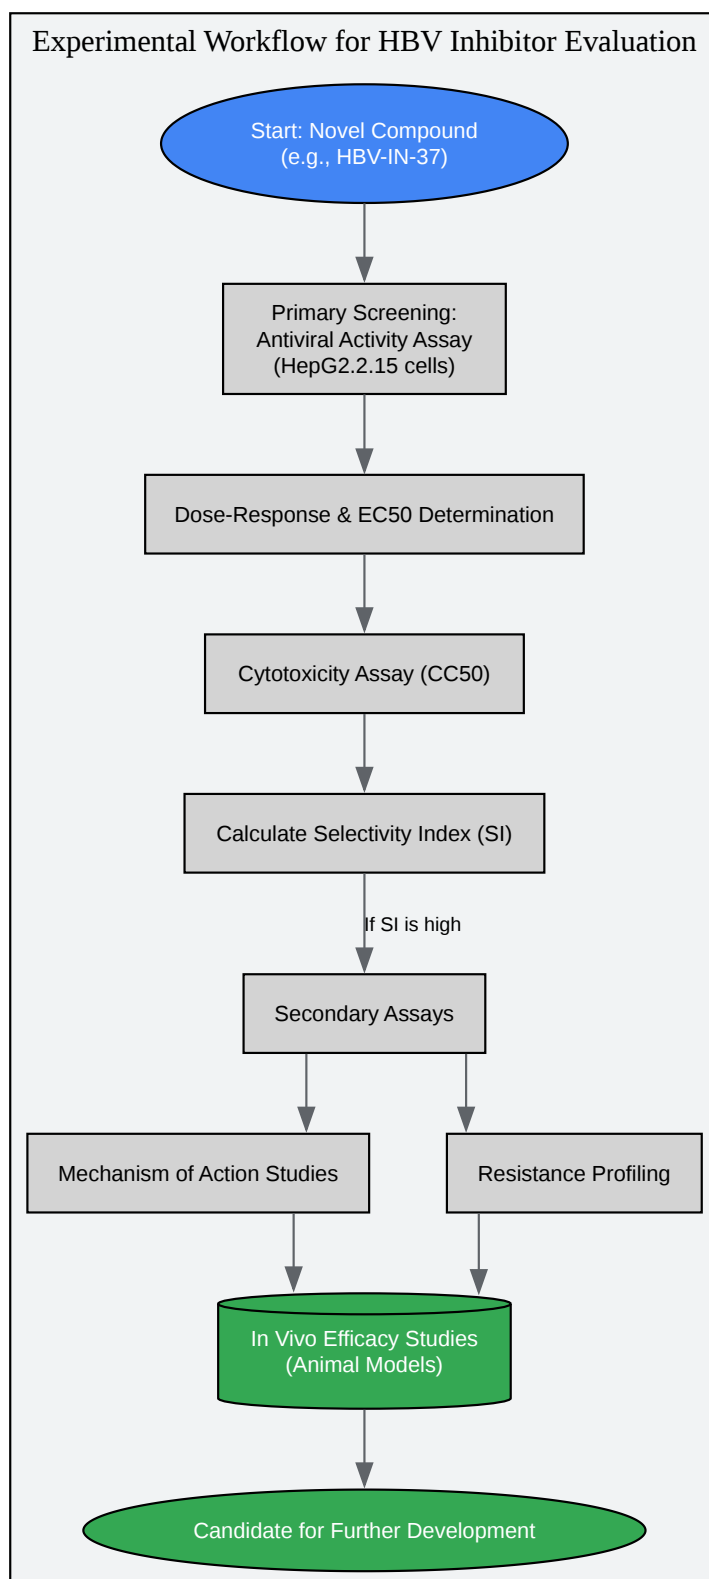 Experimental Workflow for HBV Inhibitor Evaluation
Start: Novel Compound
(e.g., HBV-IN-37)
Primary Screening:
Antiviral Activity Assay
(HepG2.2.15 cells)
Dose-Response & EC50 Determination
Cytotoxicity Assay (CC50)
Calculate Selectivity Index (SI)
If SI is high
Secondary Assays
Mechanism of Action Studies
Resistance Profiling
In Vivo Efficacy Studies
(Animal Models)
Candidate for Further Development